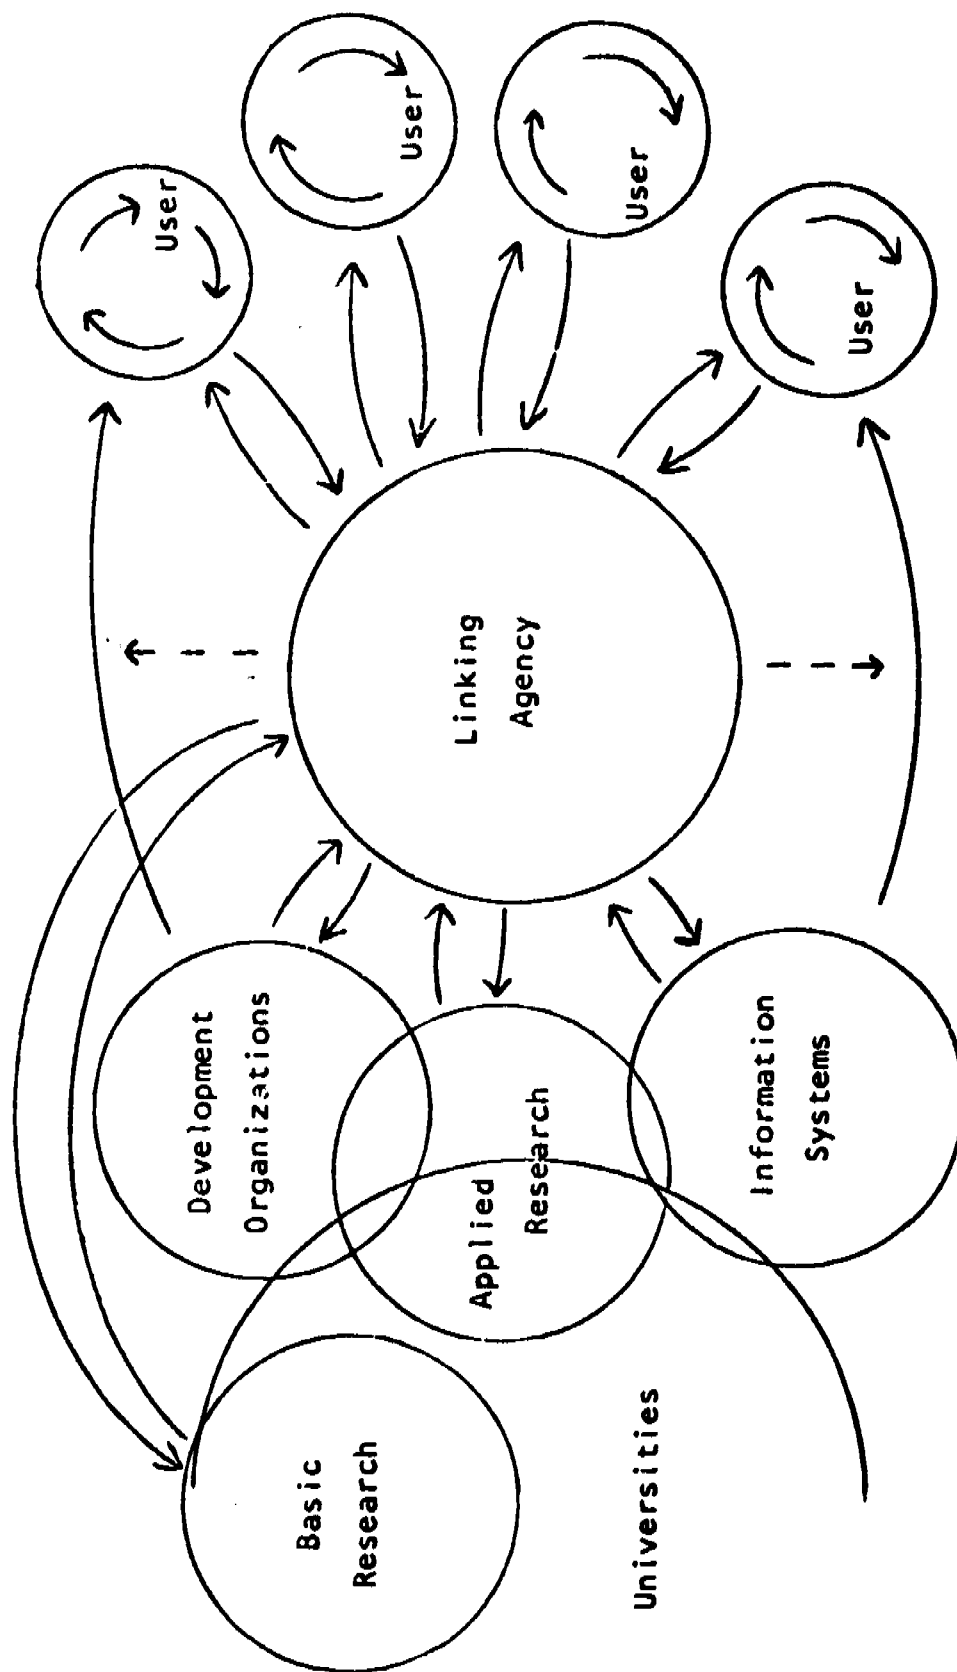 Basic
Research
Universities
Development
Organizations
Applied
Research
Information
Systems
Linking
Agency
User
User
User
User